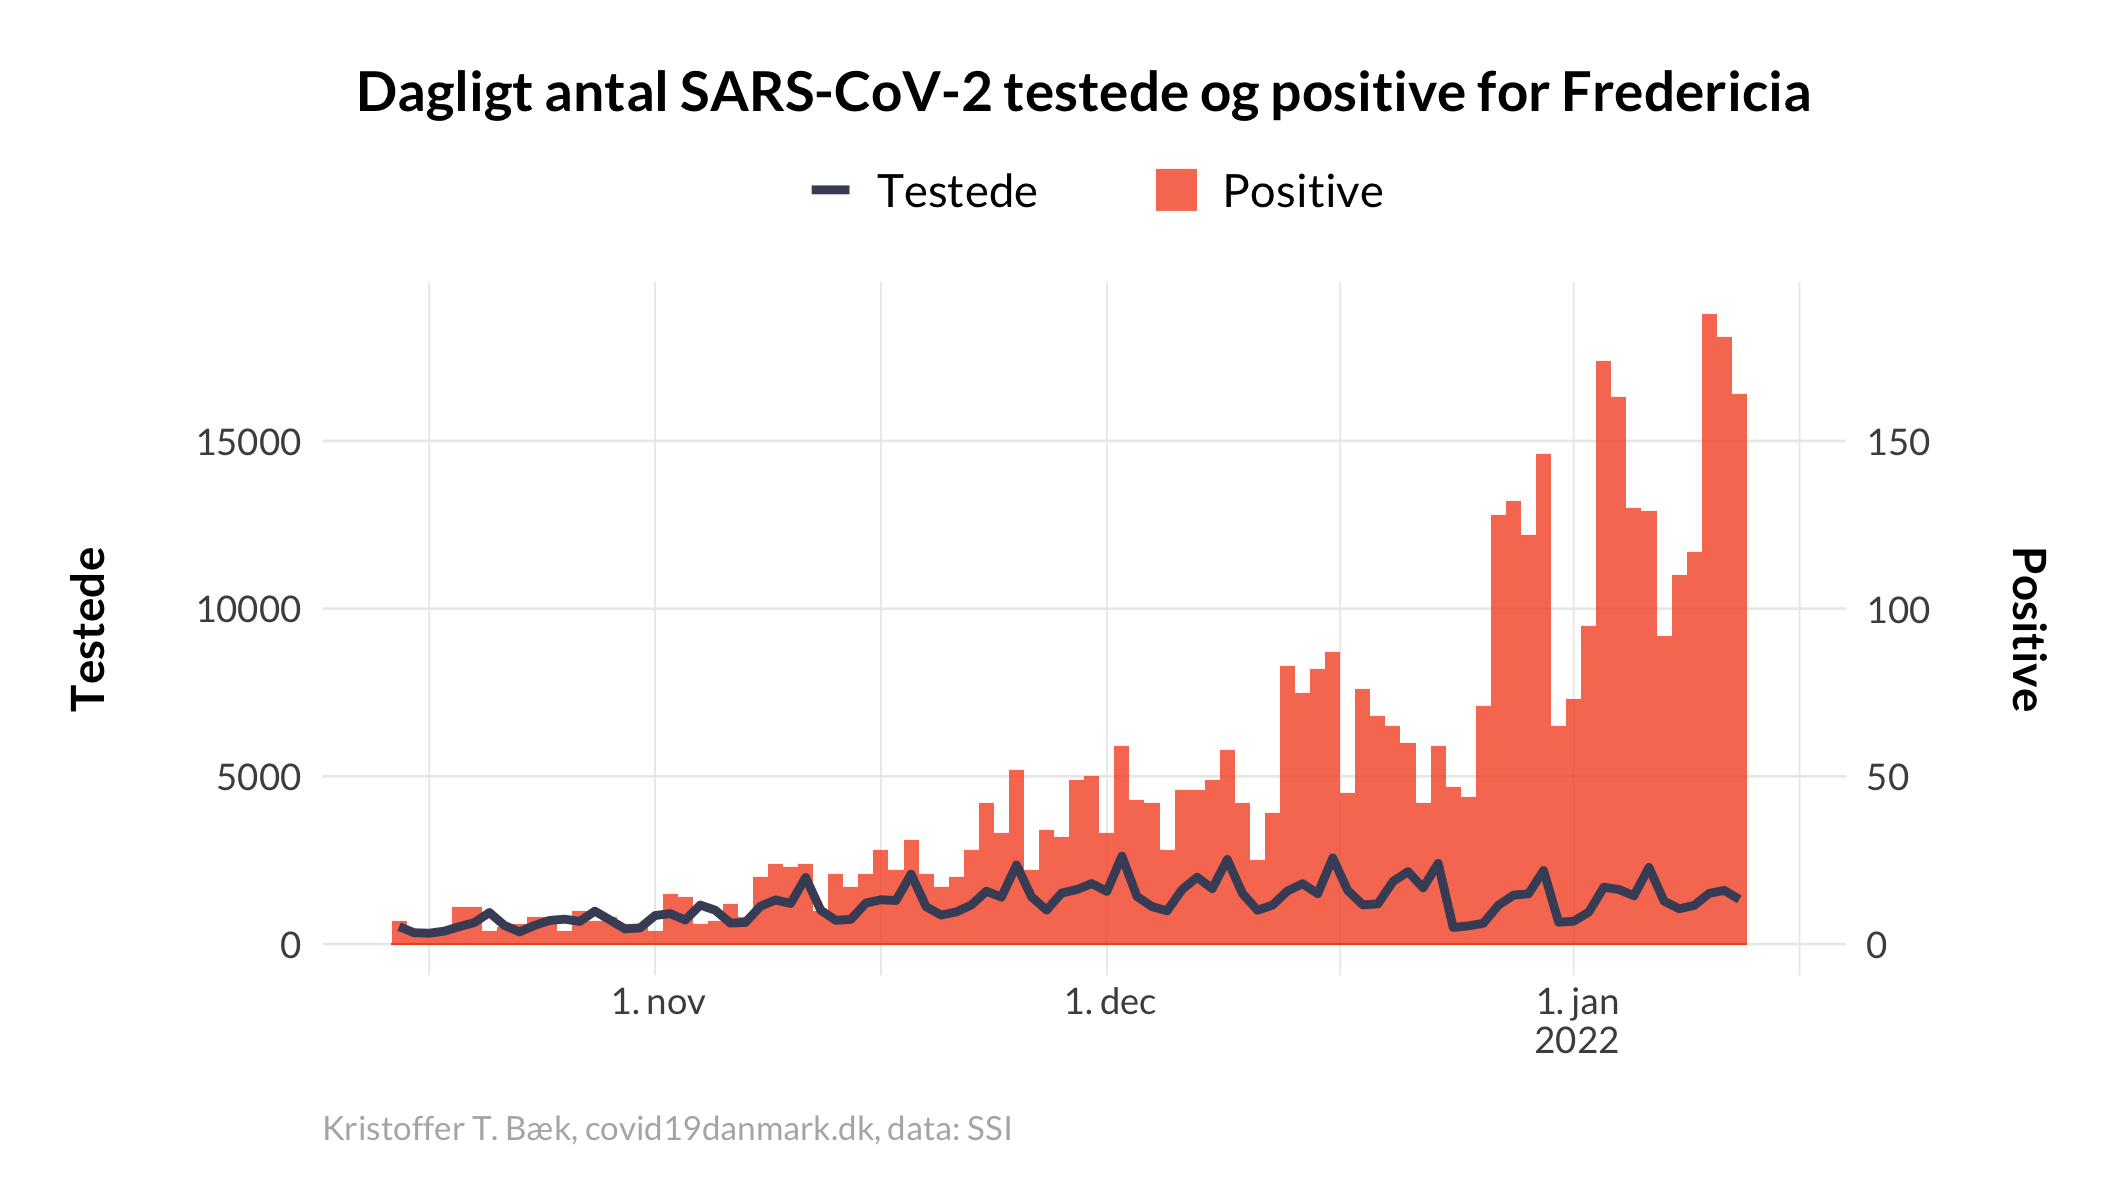 Dagligt antal SARS-CoV-2 testede og positive for Fredericia
Testede
Positive
15000
10000
5000
0
150
100
50
0
Testede
Positive
1. nov
1. dec
1. jan
2022
Kristoffer T. Bæk, covid19danmark.dk, data: SSI